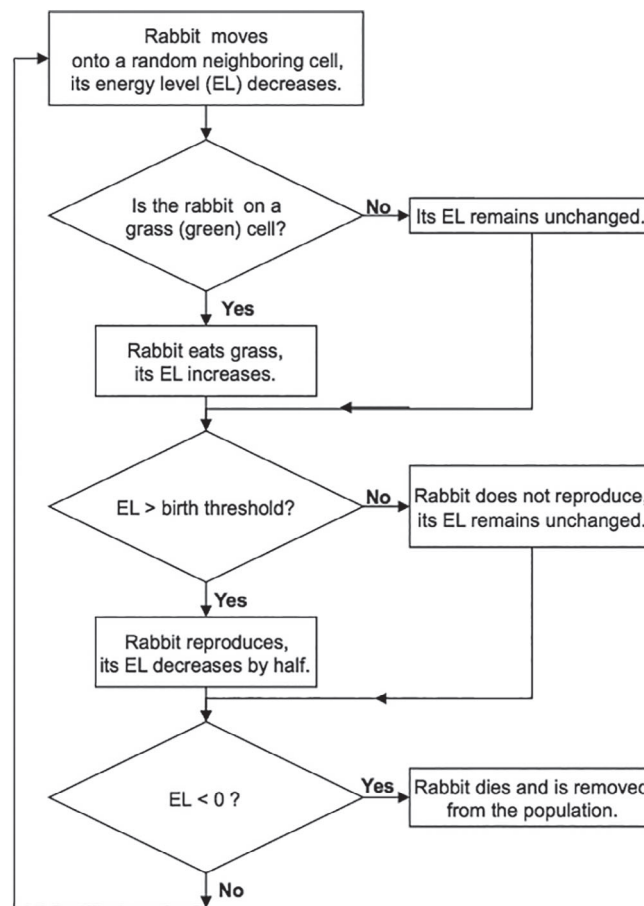 Rabbit moves
onto a random neighboring cell,
its energy level (EL) decreases.
Is the rabbit on a
grass (green) cell?
No
Its EL remains unchanged.
Yes
Rabbit eats grass,
its EL increases.
EL > birth threshold?
No
Rabbit does not reproduce,
its EL remains unchanged.
Yes
Rabbit reproduces,
its EL decreases by half.
EL < 0 ?
Yes
Rabbit dies and is removed
from the population.
No